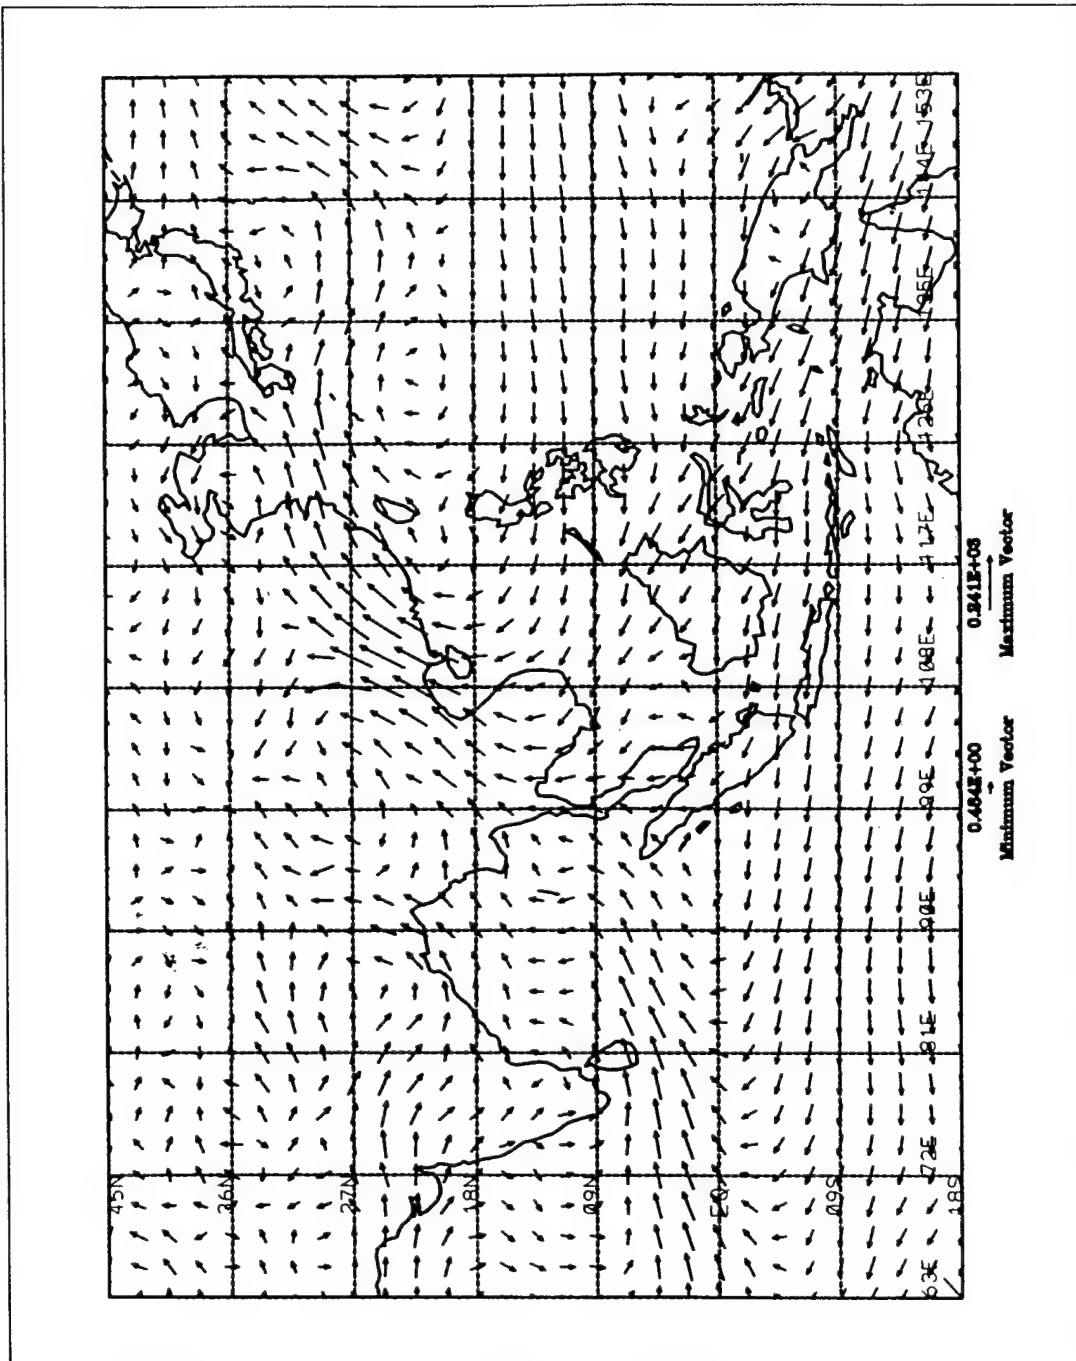 45N
36N
27N
18N
09N
EQ
09S
18S
63E
72E
81E
90E
99E
108E
117E
126E
135E
144E
153E
0.464E+00
Minimum Vector
0.241E+03
Maximum Vector